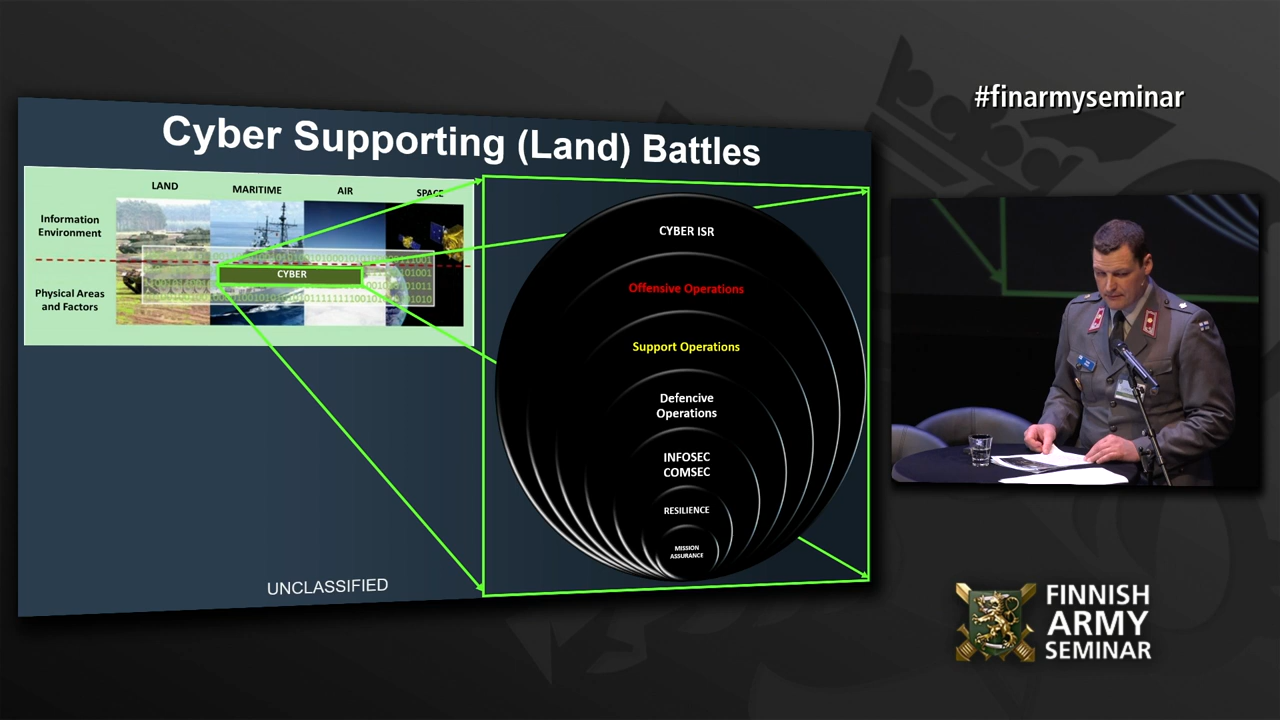 #finarmyseminar
Cyber Supporting (Land) Battles
LAND
MARITIME
AIR
SPACE
Information
Environment
CYBER
Physical Areas
and Factors
CYBER ISR
Offensive Operations
Support Operations
Defencive
Operations
INFOSEC
COMSEC
RESILIENCE
MISSION
ASSURANCE
UNCLASSIFIED
FINNISH
ARMY
SEMINAR